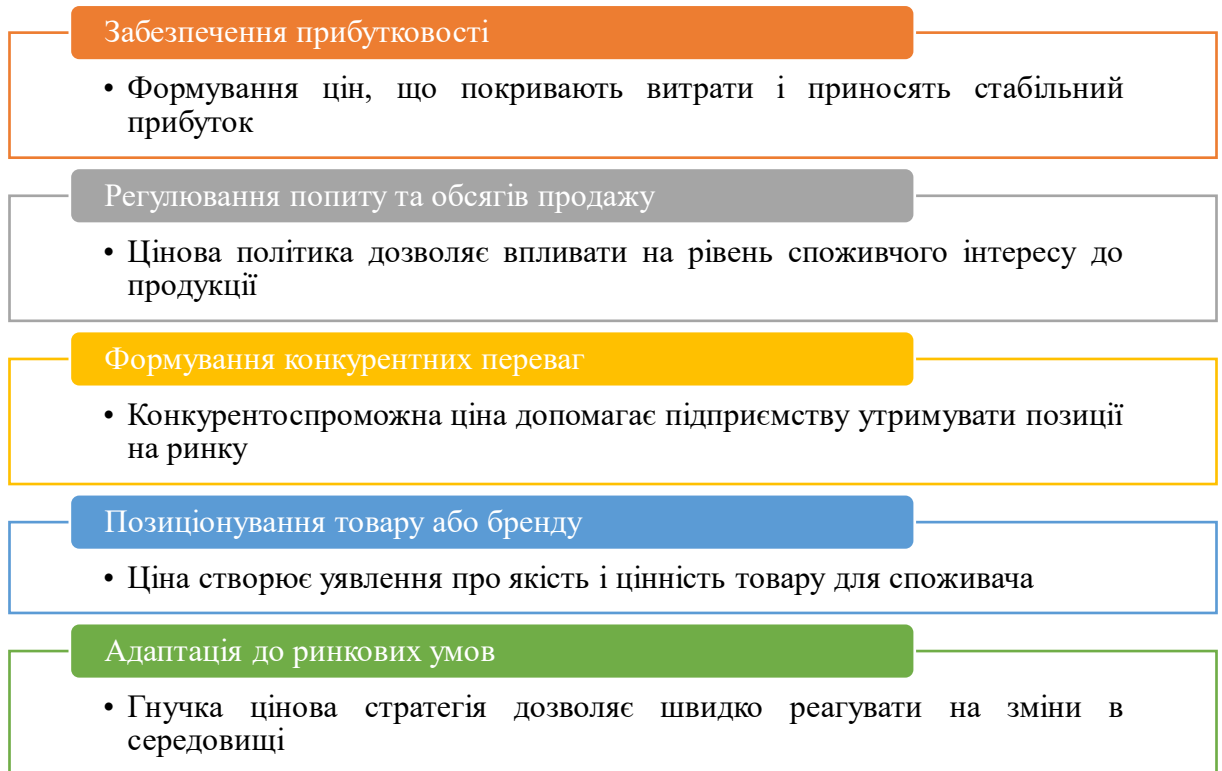 Забезпечення прибутковості
• Формування цін, що покривають витрати і приносять стабільний
прибуток
Регулювання попиту та обсягів продажу
• Цінова політика дозволяє впливати на рівень споживчого інтересу до
продукції
Формування конкурентних переваг
• Конкурентоспроможна ціна допомагає підприємству утримувати позиції
на ринку
Позиціонування товару або бренду
• Ціна створює уявлення про якість і цінність товару для споживача
Адаптація до ринкових умов
• Гнучка цінова стратегія дозволяє швидко реагувати на зміни в
середовищі